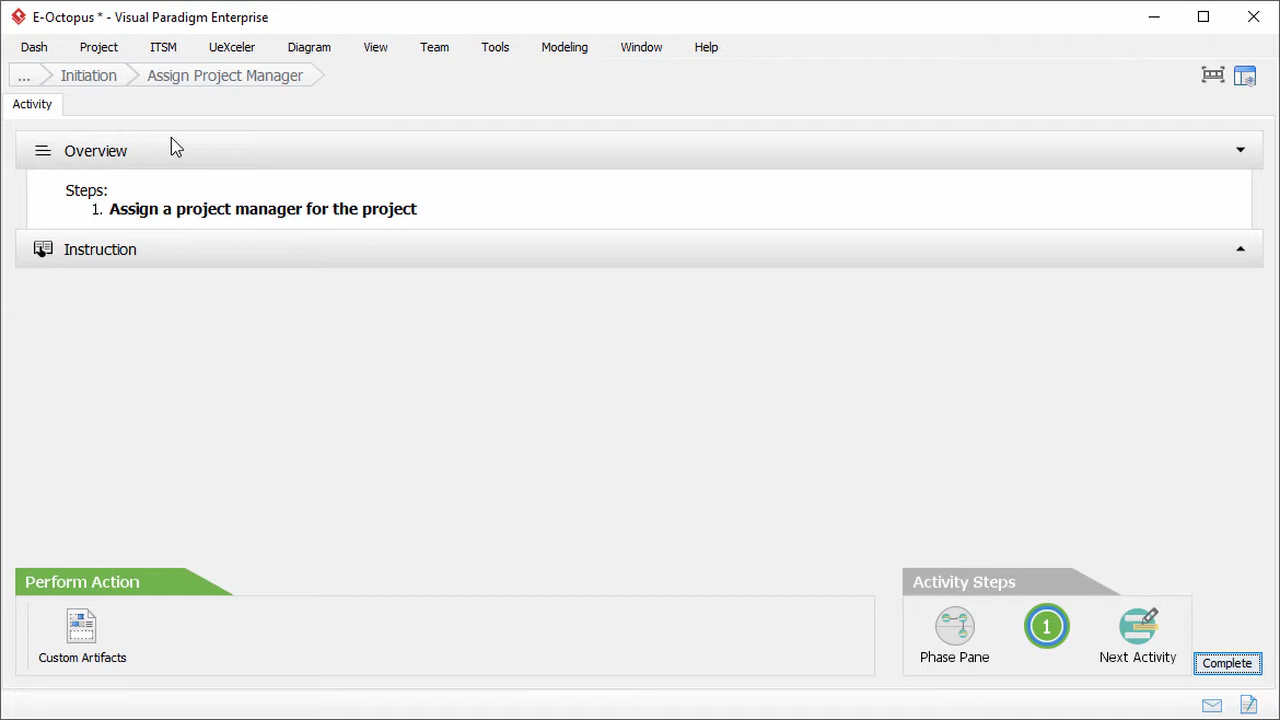 E-Octopus * - Visual Paradigm Enterprise
Dash Project ITSM UeXceler Diagram View Team Tools Modeling Window Help
... Initiation Assign Project Manager
Activity
Overview
Steps:
1. Assign a project manager for the project
Instruction
Perform Action
Custom Artifacts
Activity Steps
1
Phase Pane
Next Activity
Complete